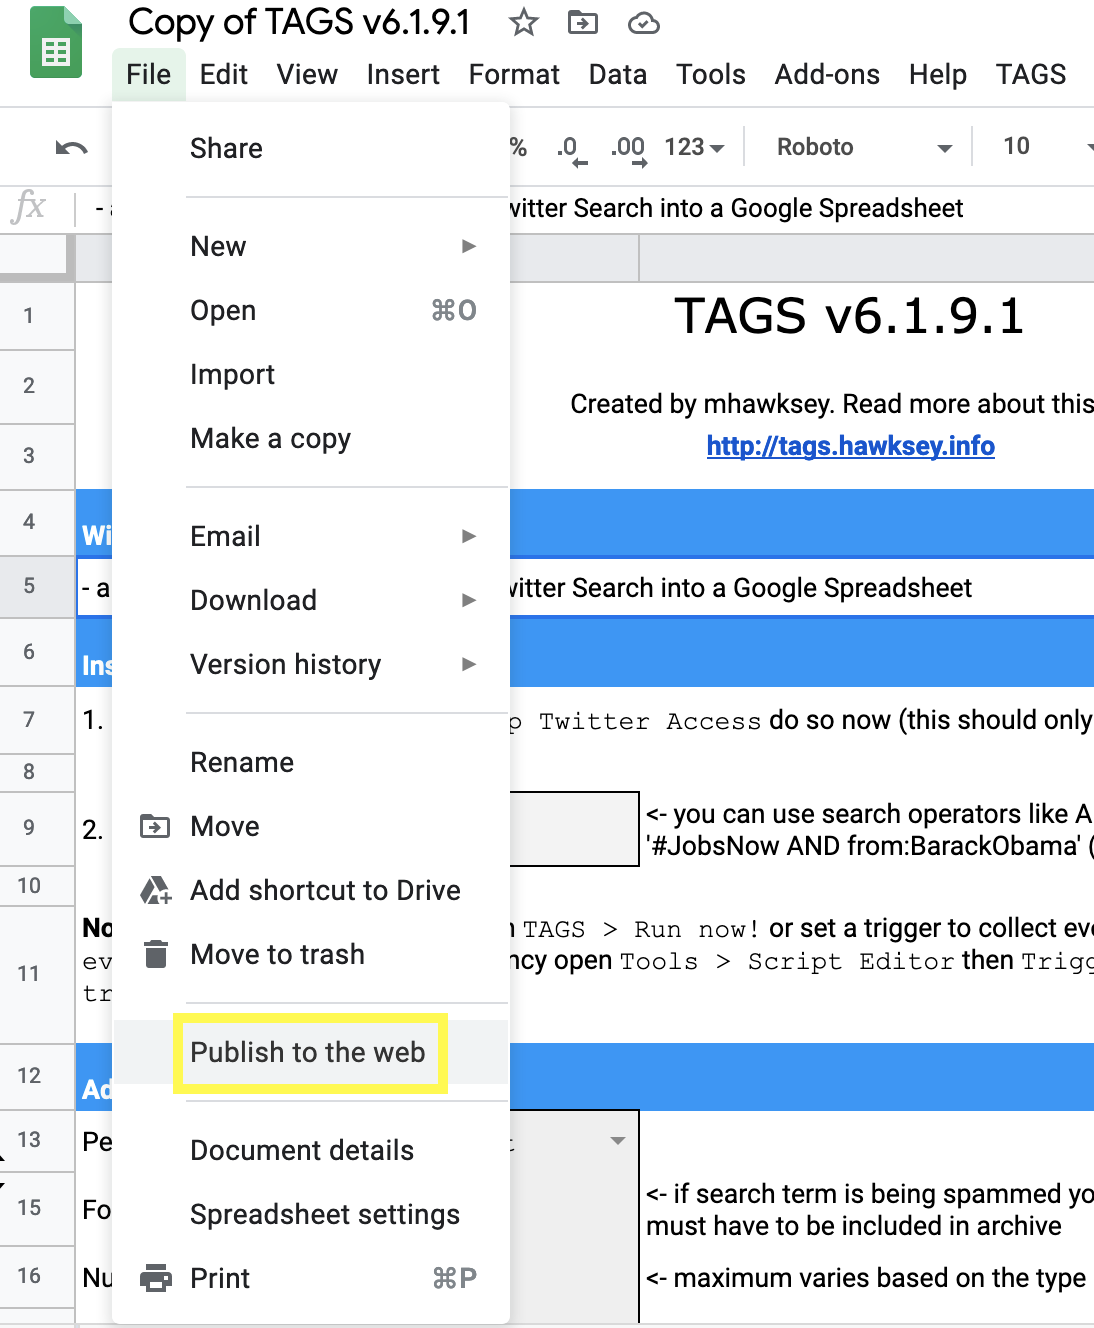 Copy of TAGS v6.1.9.1
File Edit View Insert Format Data Tools Add-ons Help TAGS
% .0 .00 123 Roboto 10
fx - witter Search into a Google Spreadsheet
Share
New
Open ⌘O
Import
Make a copy
Email
Download
Version history
Rename
Move
Add shortcut to Drive
Move to trash
Publish to the web
Document details
Spreadsheet settings
Print ⌘P
1 TAGS v6.1.9.1
2 Created by mhawksey. Read more about this
3 http://tags.hawksey.info
4 Wi
5 - a witter Search into a Google Spreadsheet
6 Ins
7 1. p Twitter Access do so now (this should only
8
9 2. <- you can use search operators like A
'#JobsNow AND from:BarackObama' (
10
11 No n TAGS > Run now! or set a trigger to collect eve
ev ncy open Tools > Script Editor then Trigg
tr
12 Ad
13 Pe t
15 Fo <- if search term is being spammed yo
must have to be included in archive
16 Nu <- maximum varies based on the type